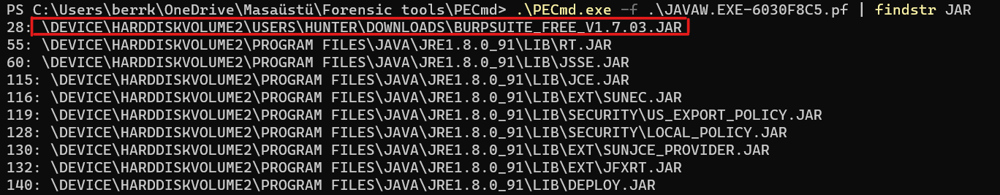 PS C:\Users\berrk\OneDrive\Masaüstü\Forensic tools\PECmd> .\PECmd.exe -f .\JAVAW.EXE-6030F8C5.pf | findstr JAR
28: \DEVICE\HARDDISKVOLUME2\USERS\HUNTER\DOWNLOADS\BURPSUITE_FREE_V1.7.03.JAR
55: \DEVICE\HARDDISKVOLUME2\PROGRAM FILES\JAVA\JRE1.8.0_91\LIB\RT.JAR
60: \DEVICE\HARDDISKVOLUME2\PROGRAM FILES\JAVA\JRE1.8.0_91\LIB\JSSE.JAR
115: \DEVICE\HARDDISKVOLUME2\PROGRAM FILES\JAVA\JRE1.8.0_91\LIB\JCE.JAR
116: \DEVICE\HARDDISKVOLUME2\PROGRAM FILES\JAVA\JRE1.8.0_91\LIB\EXT\SUNEC.JAR
119: \DEVICE\HARDDISKVOLUME2\PROGRAM FILES\JAVA\JRE1.8.0_91\LIB\SECURITY\US_EXPORT_POLICY.JAR
128: \DEVICE\HARDDISKVOLUME2\PROGRAM FILES\JAVA\JRE1.8.0_91\LIB\SECURITY\LOCAL_POLICY.JAR
130: \DEVICE\HARDDISKVOLUME2\PROGRAM FILES\JAVA\JRE1.8.0_91\LIB\EXT\SUNJCE_PROVIDER.JAR
132: \DEVICE\HARDDISKVOLUME2\PROGRAM FILES\JAVA\JRE1.8.0_91\LIB\EXT\JFXRT.JAR
140: \DEVICE\HARDDISKVOLUME2\PROGRAM FILES\JAVA\JRE1.8.0_91\LIB\DEPLOY.JAR